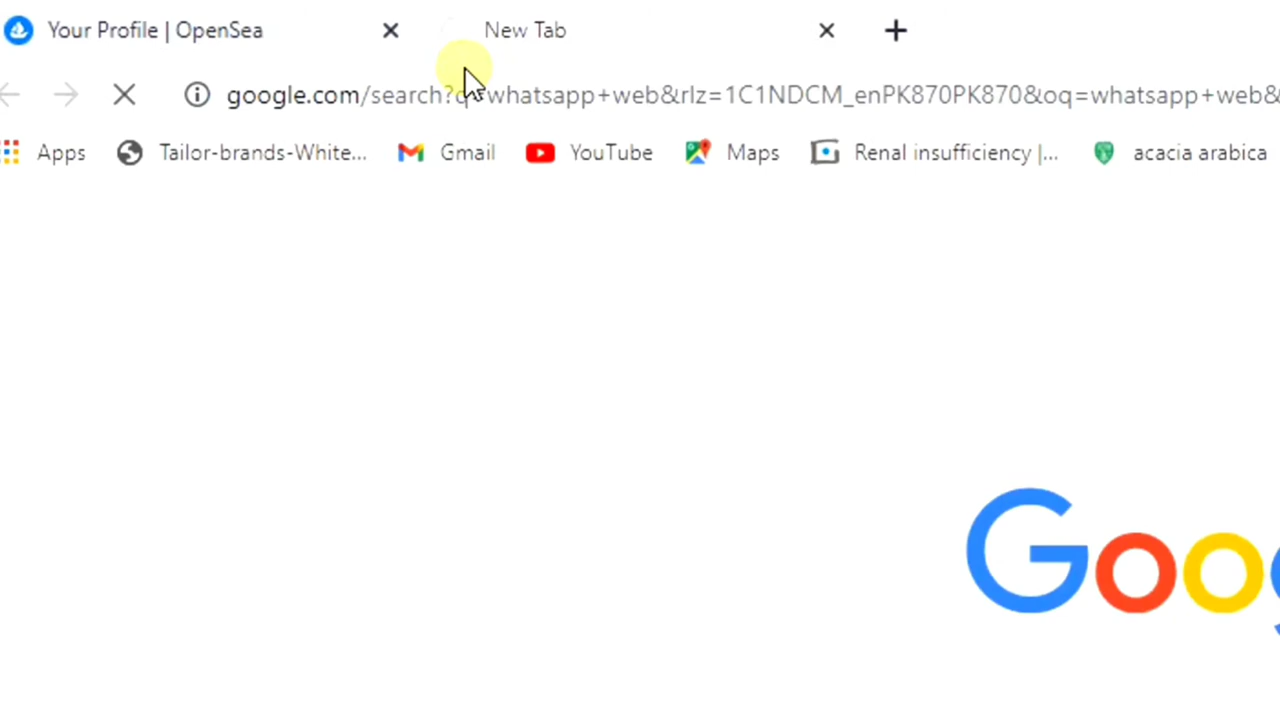 Your Profile | OpenSea
New Tab
google.com/search?q=whatsapp+web&rlz=1C1NDCM_enPK870PK870&oq=whatsapp+web&
Apps
Tailor-brands-White...
Gmail
YouTube
Maps
Renal insufficiency |...
acacia arabica
Goog